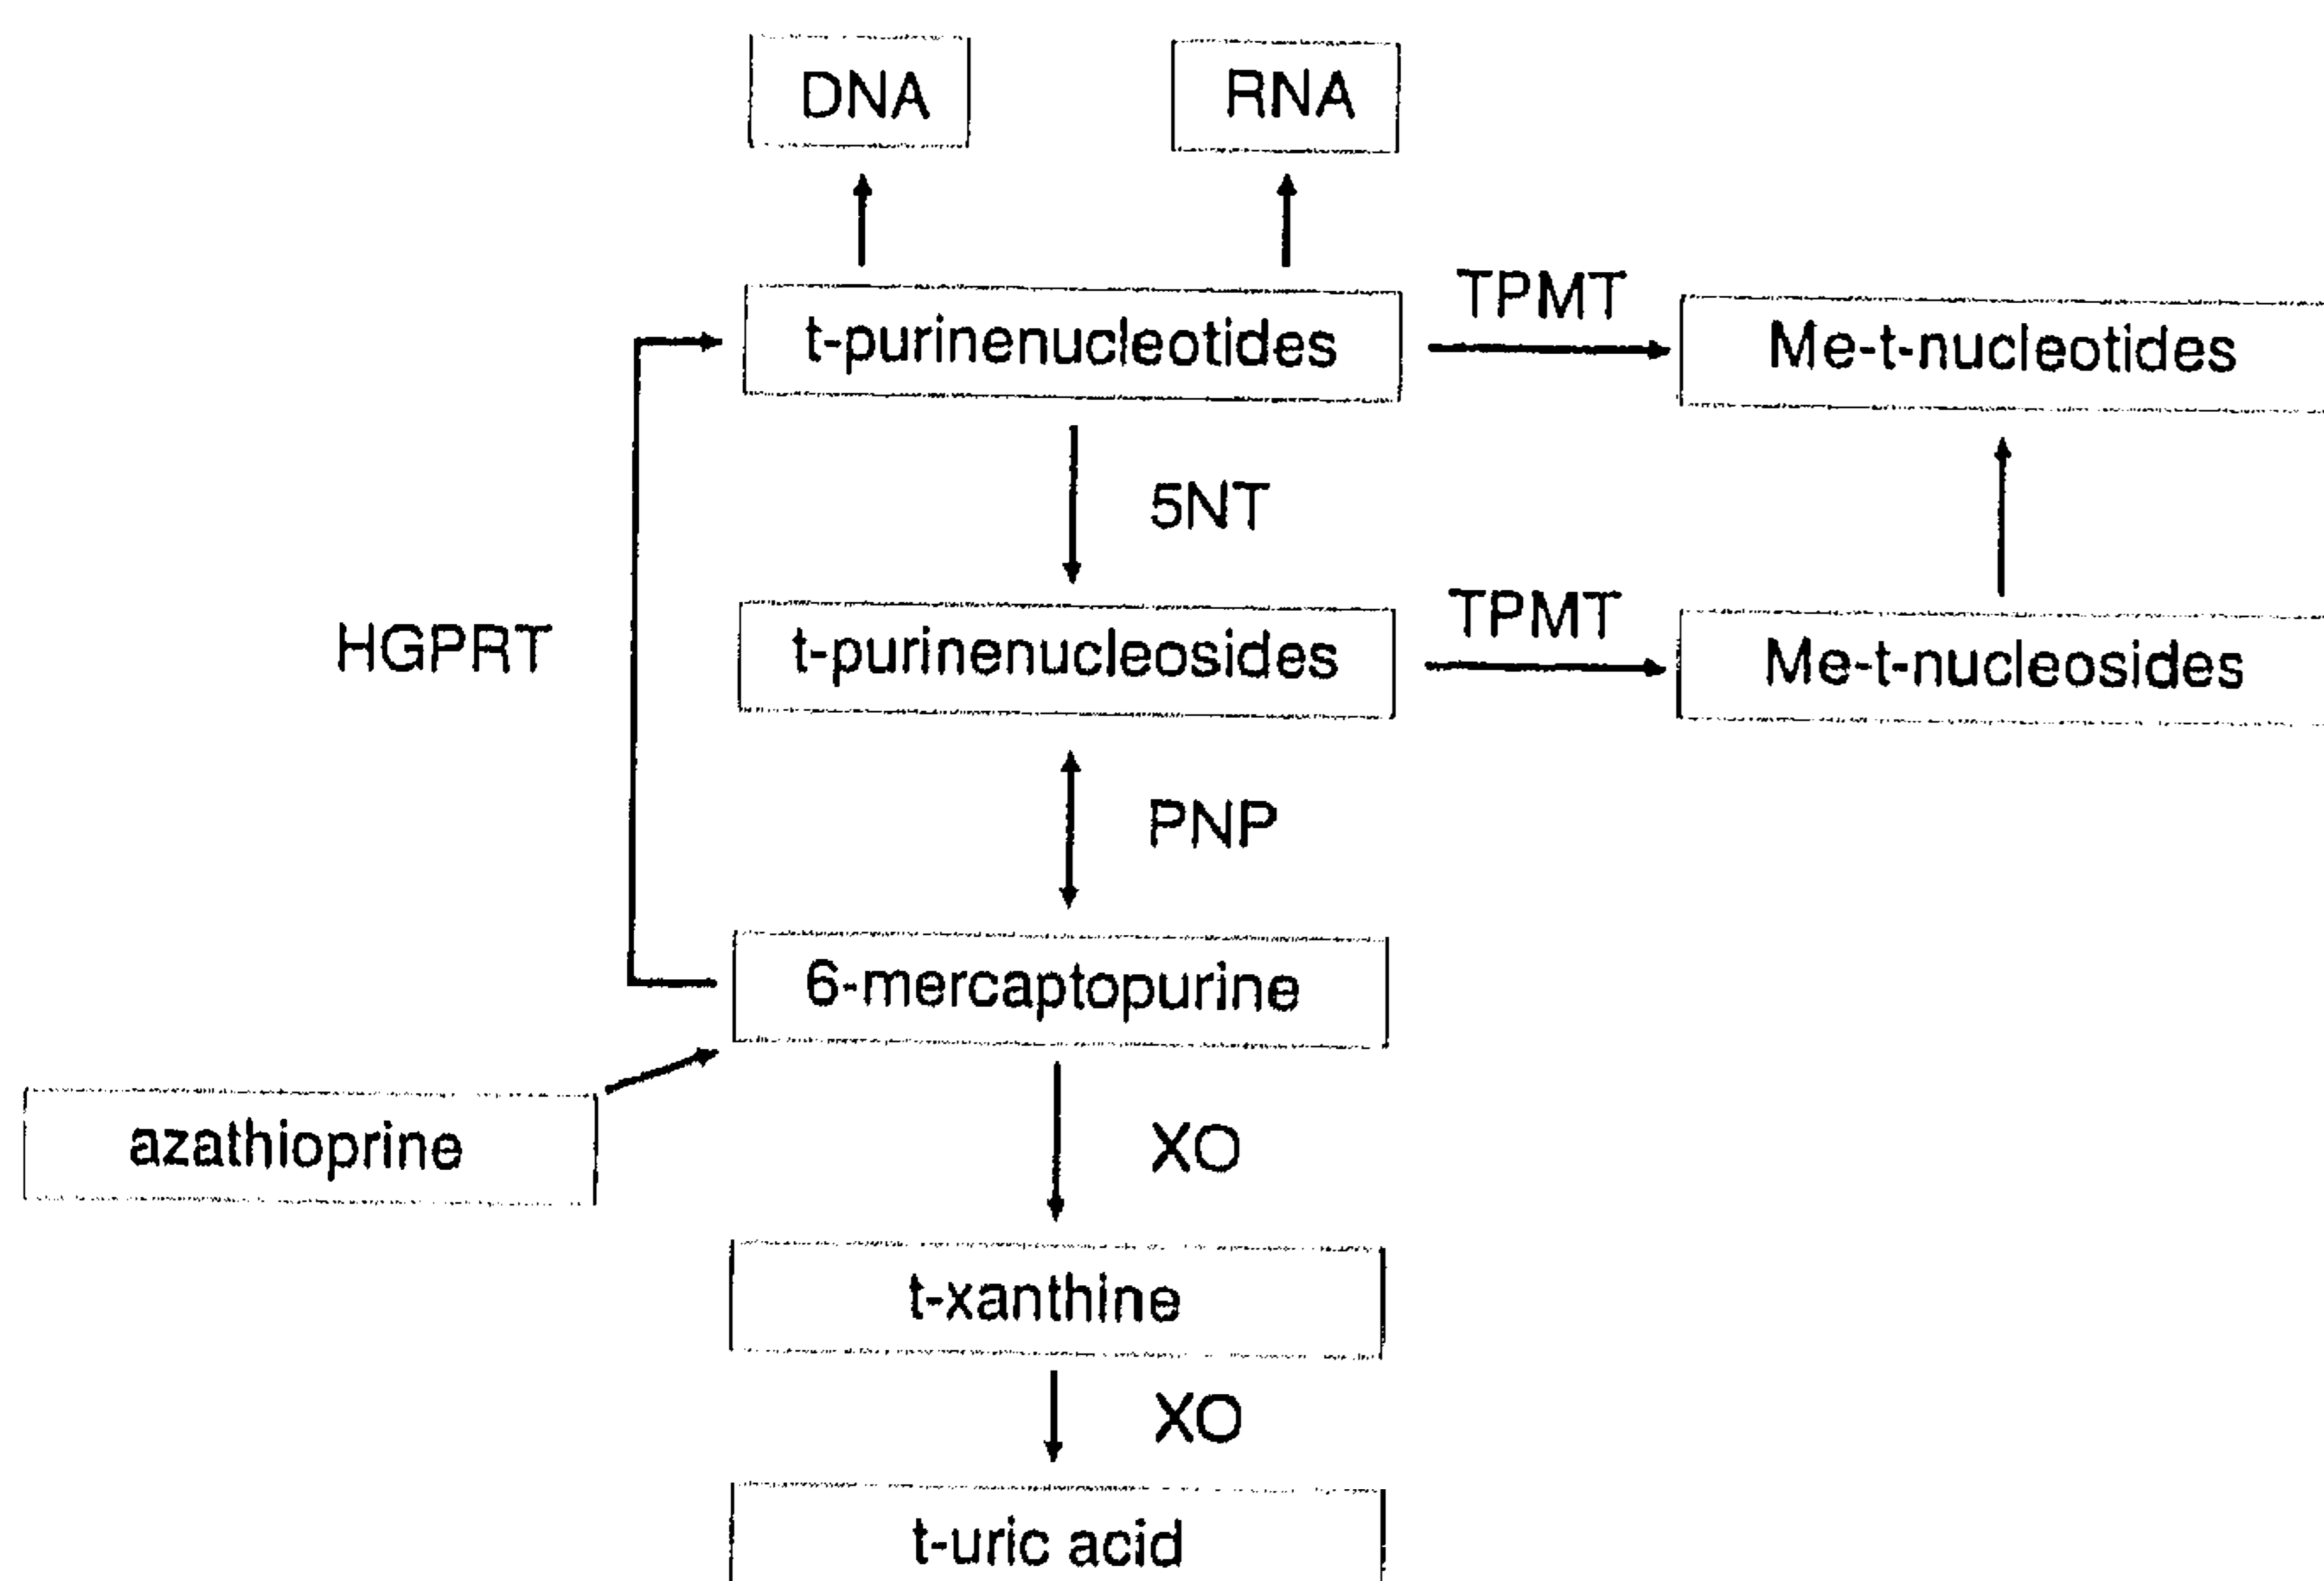 DNA
RNA
t-purinenucleotides
TPMT
Me-t-nucleotides
5NT
HGPRT
t-purinenucleosides
TPMT
Me-t-nucleosides
PNP
6-mercaptopurine
azathioprine
XO
t-xanthine
XO
t-uric acid